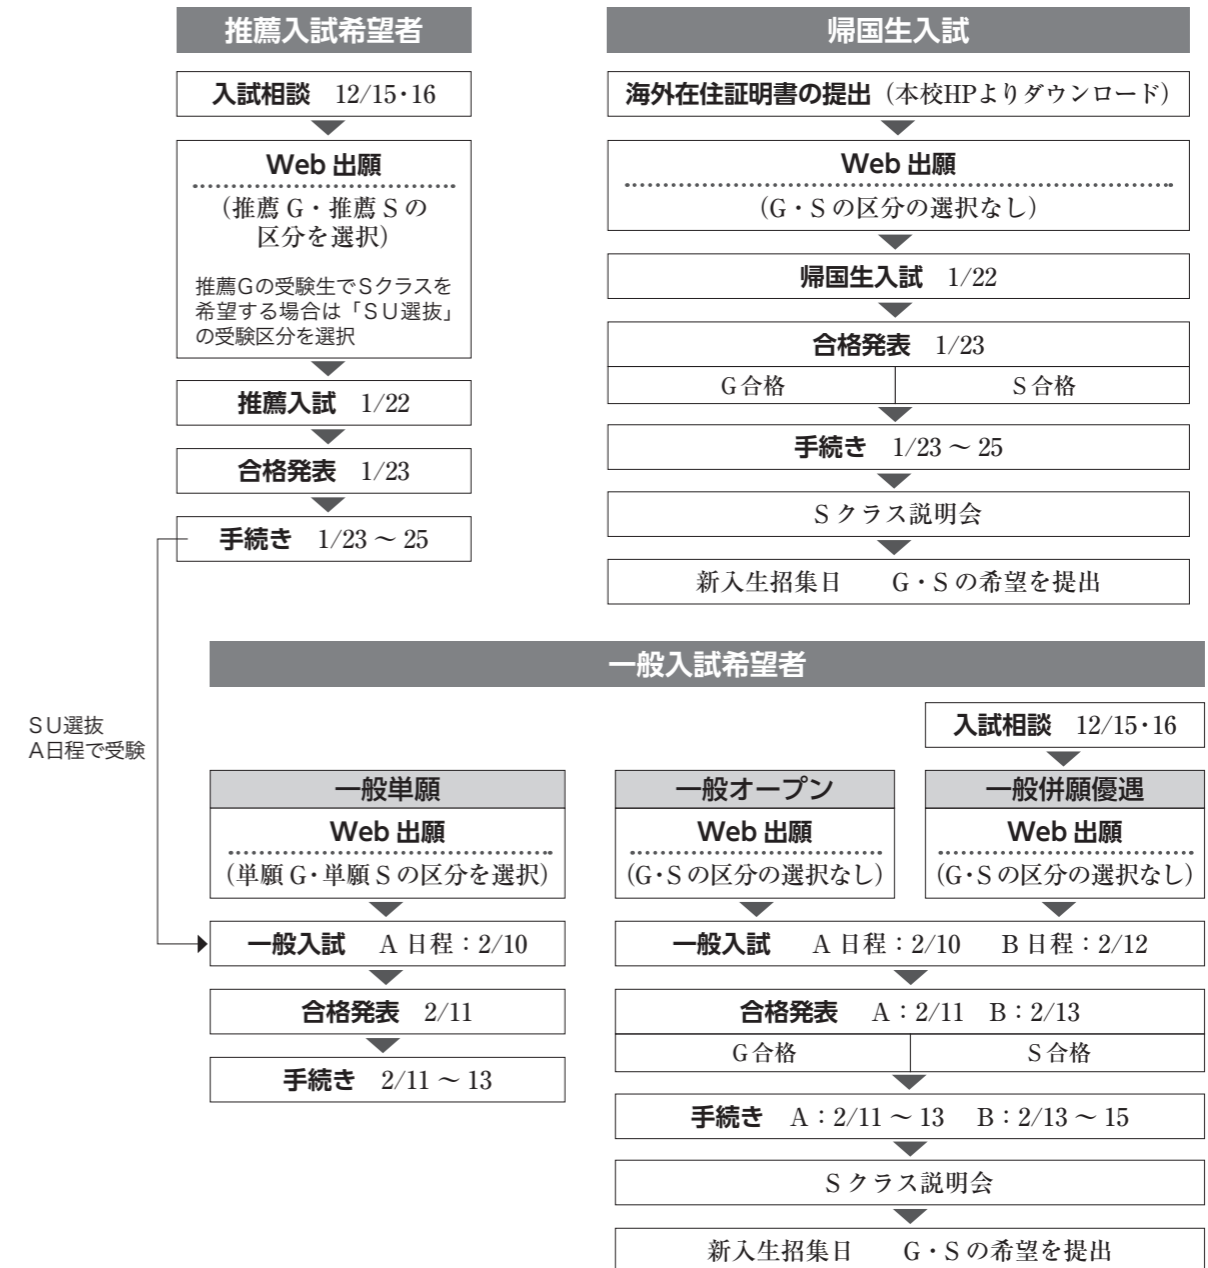 推薦入試希望者
入試相談　12/15・16
Web 出願
（推薦 G・推薦 S の
区分を選択）
推薦Gの受験生でSクラスを
希望する場合は「SU選抜」
の受験区分を選択
推薦入試　1/22
合格発表　1/23
手続き　1/23 ～ 25
帰国生入試
海外在住証明書の提出（本校HPよりダウンロード）
Web 出願
（G・S の区分の選択なし）
帰国生入試　1/22
合格発表　1/23
G合格　S合格
手続き　1/23 ～ 25
S クラス説明会
新入生招集日　G・S の希望を提出
SU選抜
A日程で受験
一般入試希望者
一般単願
Web 出願
（単願 G・単願 S の区分を選択）
一般入試　A 日程：2/10
合格発表　2/11
手続き　2/11 ～ 13
入試相談　12/15・16
一般オープン
Web 出願
（G・S の区分の選択なし）
一般併願優遇
Web 出願
（G・S の区分の選択なし）
一般入試　A 日程：2/10　B 日程：2/12
合格発表　A：2/11　B：2/13
G合格　S合格
手続き　A：2/11 ～ 13　B：2/13 ～ 15
S クラス説明会
新入生招集日　G・S の希望を提出